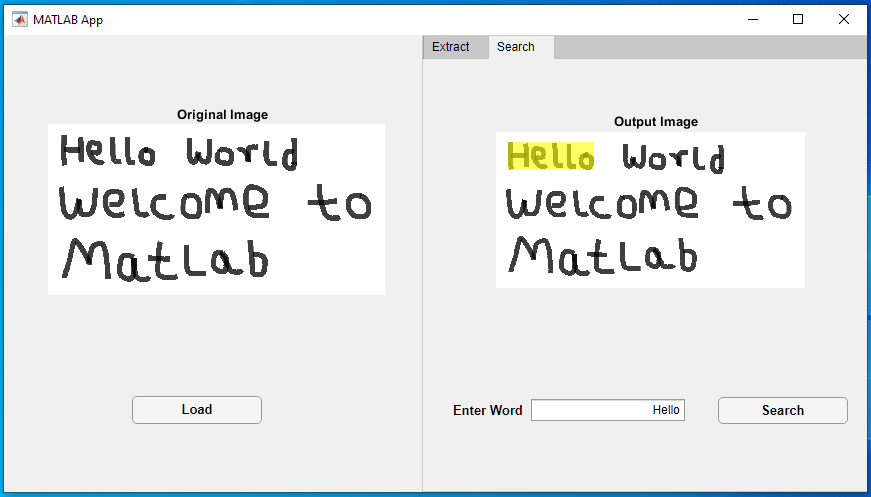 MATLAB App
Extract Search
Original Image
Hello World
Welcome to
Matlab
Load
Output Image
Hello World
Welcome to
Matlab
Enter Word Hello Search